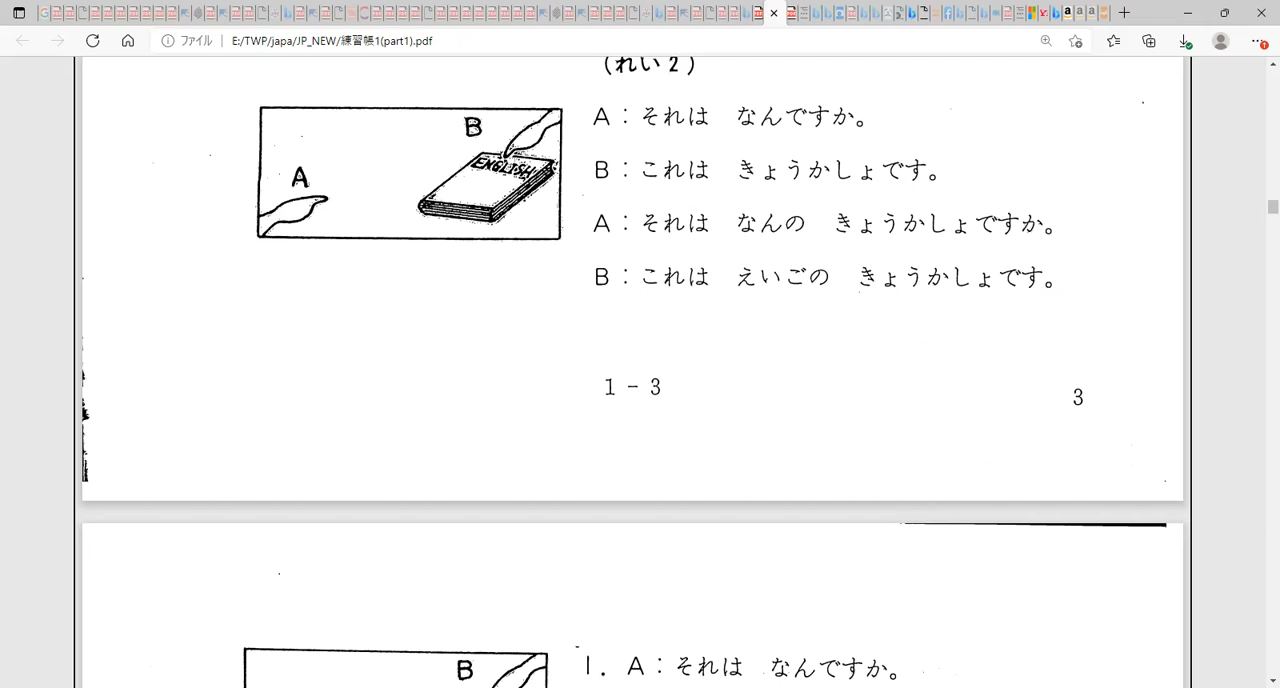 ファイル E:/TWP/japa/JP_NEW/練習帳1(part1).pdf
(れい2)
A:それは なんですか。
B:これは きょうかしょです。
A:それは なんの きょうかしょですか。
B:これは えいごの きょうかしょです。
B
A
ENGLISH
1-3
3
B
1. A:それは なんですか。